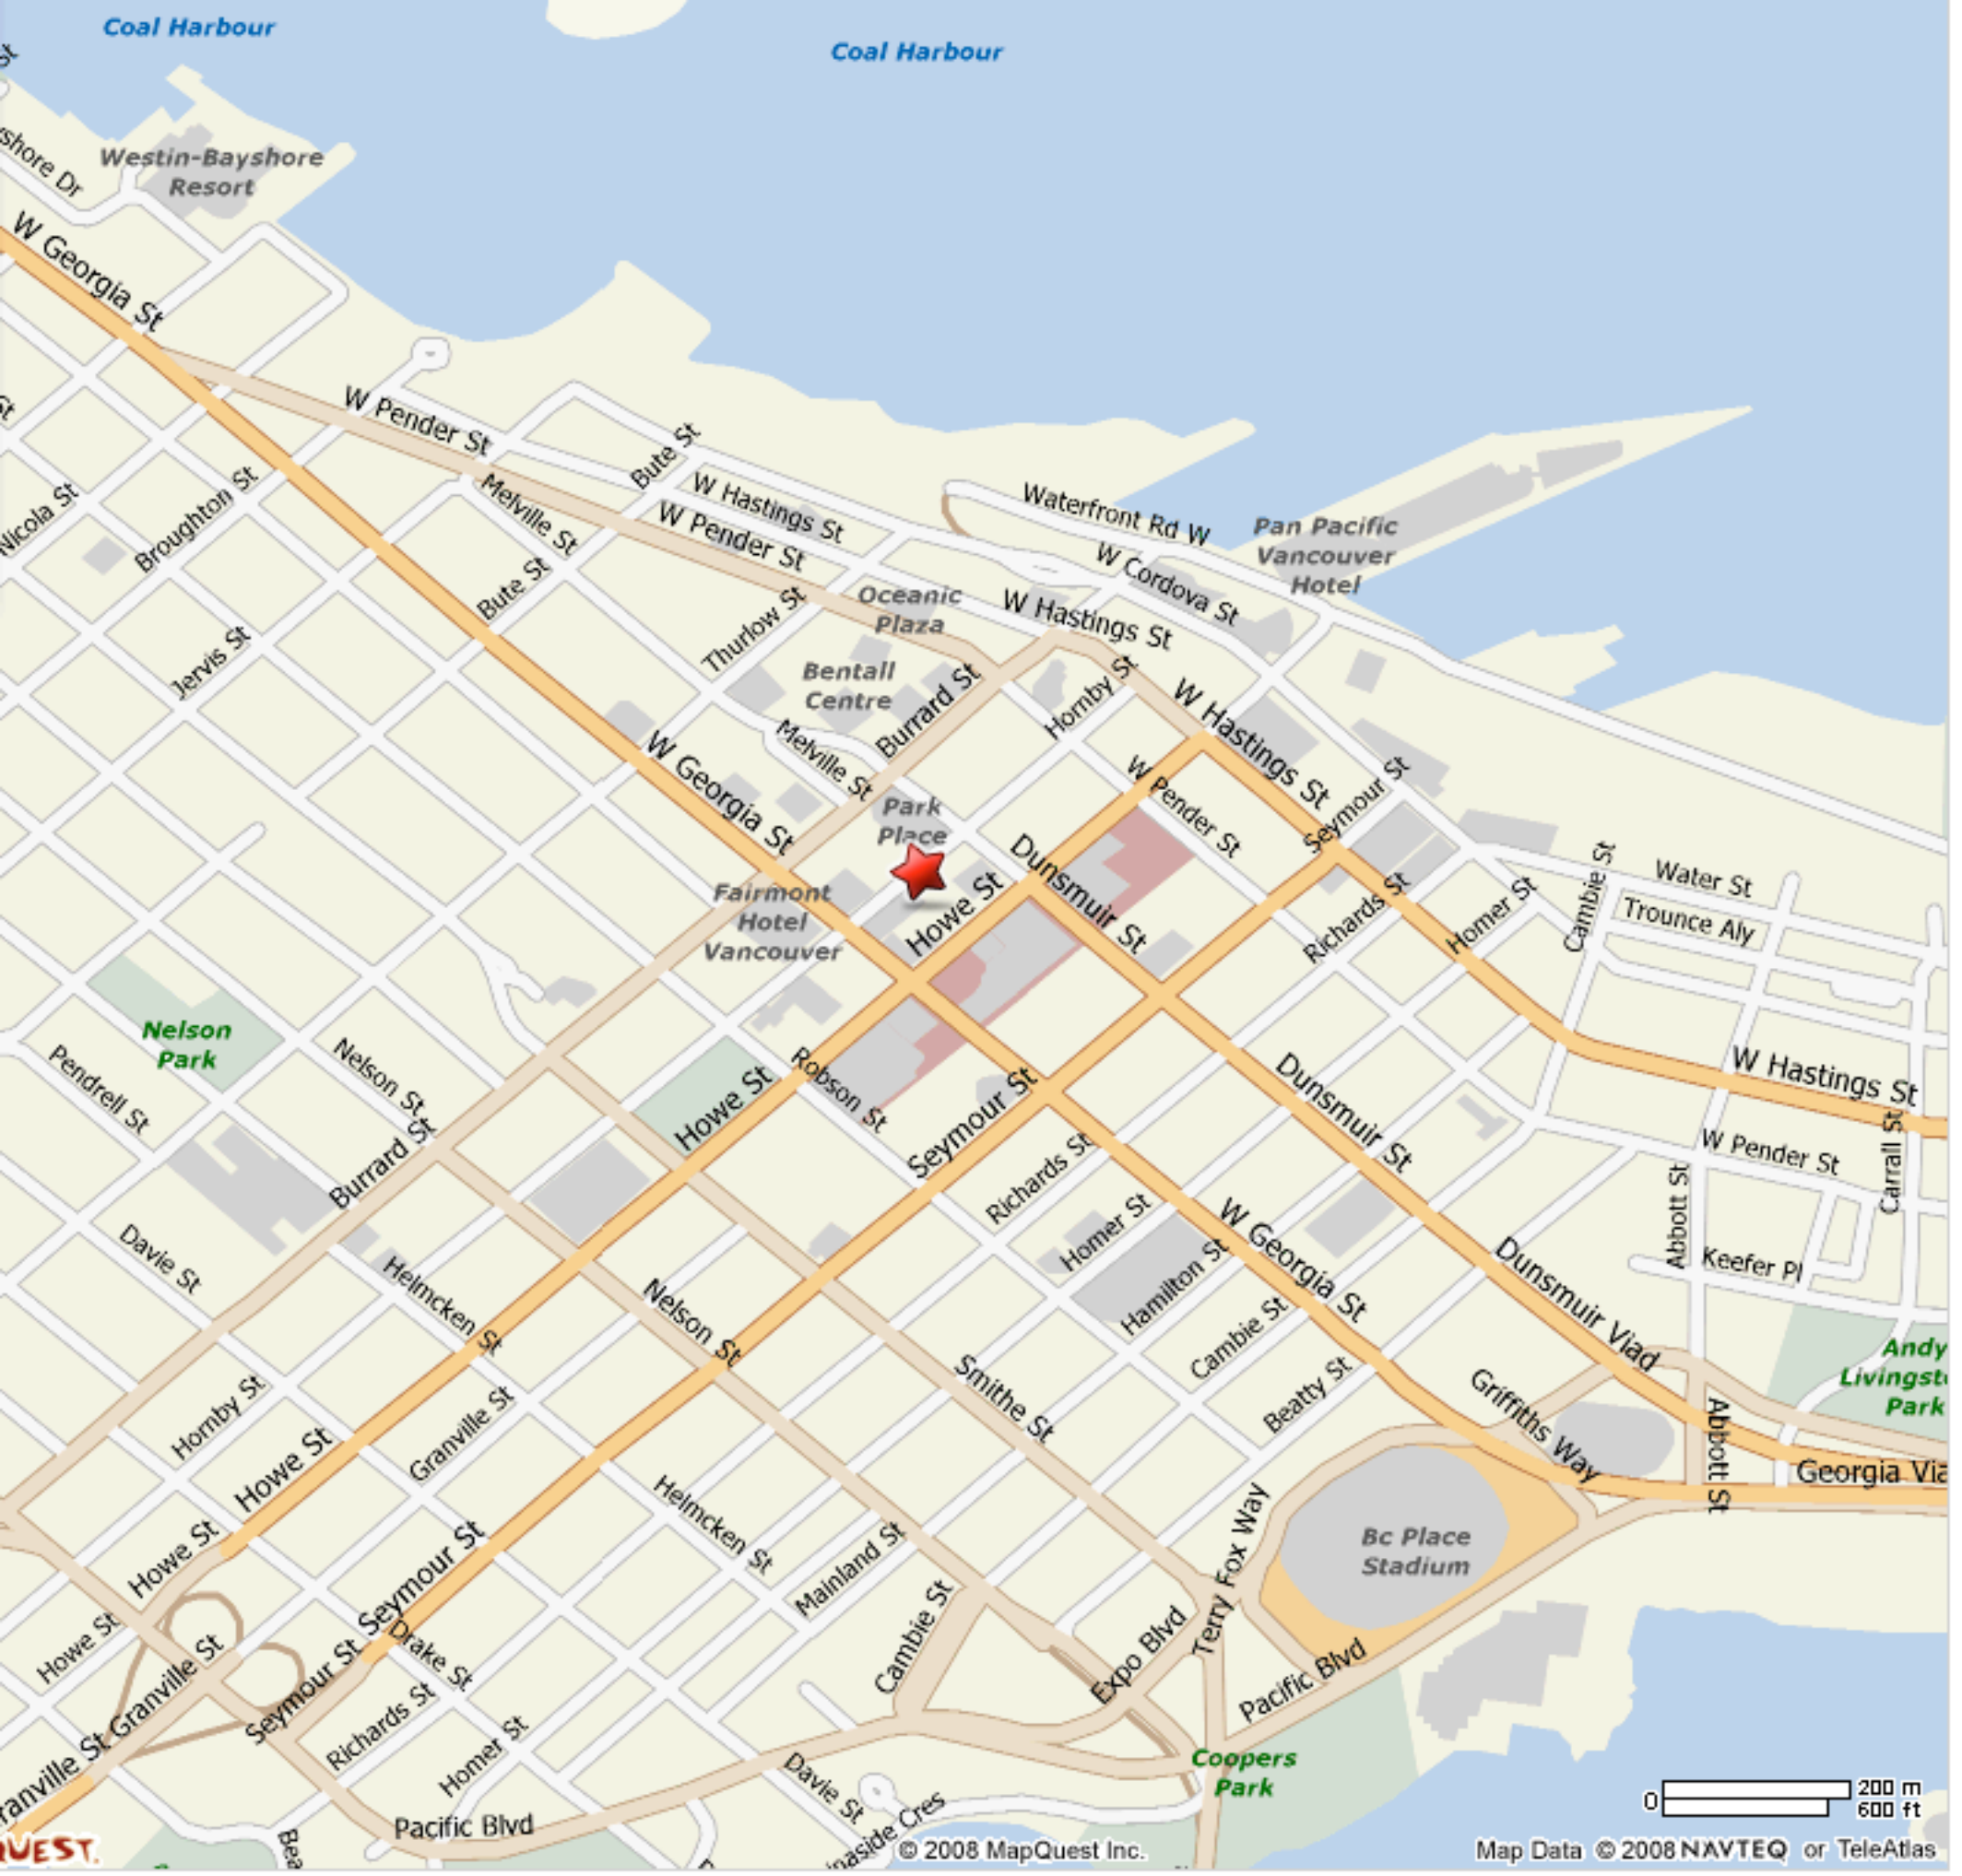 Coal Harbour
Coal Harbour
St
Westin-Bayshore
Resort
shore Dr
W Georgia St
W Pender St
Bute St
W Hastings St
Waterfront Rd W
Pan Pacific
Vancouver
Hotel
St
Melville St
W Pender St
W Cordova St
Broughton St
Nicola St
Bute St
Oceanic
Plaza
W Hastings St
Thurlow St
Jervis St
Bentall
Centre
Burrard St
Hornby St
W Hastings St
W Georgia St
Melville St
W Pender St
Seymour St
Park
Place
Dunsmuir St
Howe St
Fairmont
Hotel
Vancouver
Richards St
Homer St
Cambie St
Water St
Trounce Aly
Nelson
Park
Nelson St
Pendrell St
Robson St
Howe St
Seymour St
Dunsmuir St
W Hastings St
Burrard St
Richards St
W Pender St
Carrall St
Abbott St
Davie St
Helmcken St
Homer St
Hamilton St
W Georgia St
Keefer Pl
Dunsmuir Viad
Nelson St
Cambie St
Smithe St
Beatty St
Griffiths Way
Andy
Livingst
Park
Hornby St
Granville St
Howe St
Abbott St
Georgia Via
Helmcken St
Terry Fox Way
Bc Place
Stadium
Howe St
Seymour St
Mainland St
Cambie St
Expo Blvd
Pacific Blvd
Howe St
Granville St
Seymour St
Drake St
Richards St
Homer St
Davie St
Coopers
Park
ranville St
Pacific Blvd
Bea
naside Cres
0
200 m
600 ft
QUEST.
© 2008 MapQuest Inc.
Map Data © 2008 NAVTEQ or TeleAtlas